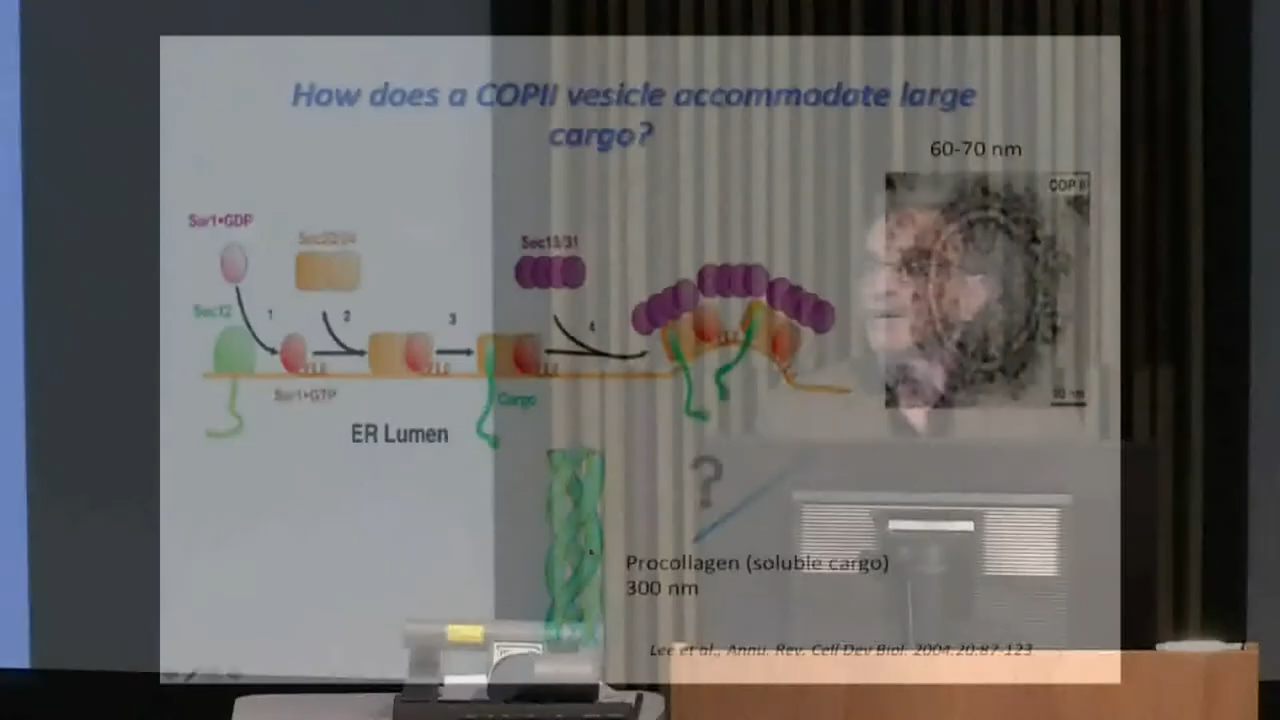 How does a COPII vesicle accommodate large
cargo?
60-70 nm
COP II
Sar1•GDP
Sec23/24
Sec13/31
Sec12
1
2
3
4
Sar1•GTP
Cargo
ER Lumen
?
Procollagen (soluble cargo)
300 nm
Lee et al., Annu. Rev. Cell Dev Biol. 2004.20:87-123